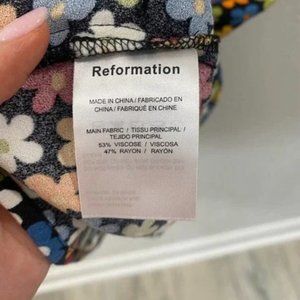 Reformation
MADE IN CHINA / FABRICADO EN
CHINA / FABRIQUÉ EN CHINE
MAIN FABRIC / TISSU PRINCIPAL /
TEJIDO PRINCIPAL
53% VISCOSE / VISCOSA
47% RAYON / RAYÓN